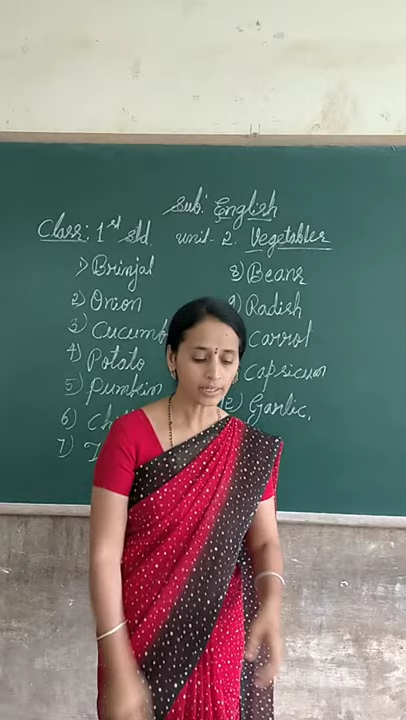 Sub: English
Class: 1st std. unit-2. Vegetables
1) Brinjal
2) Onion
3) Cucumb
4) Potato
5) Pumkin
6) Ch
7)
8) Beans
9) Radish
Carrot
Capsicum
Garlic.